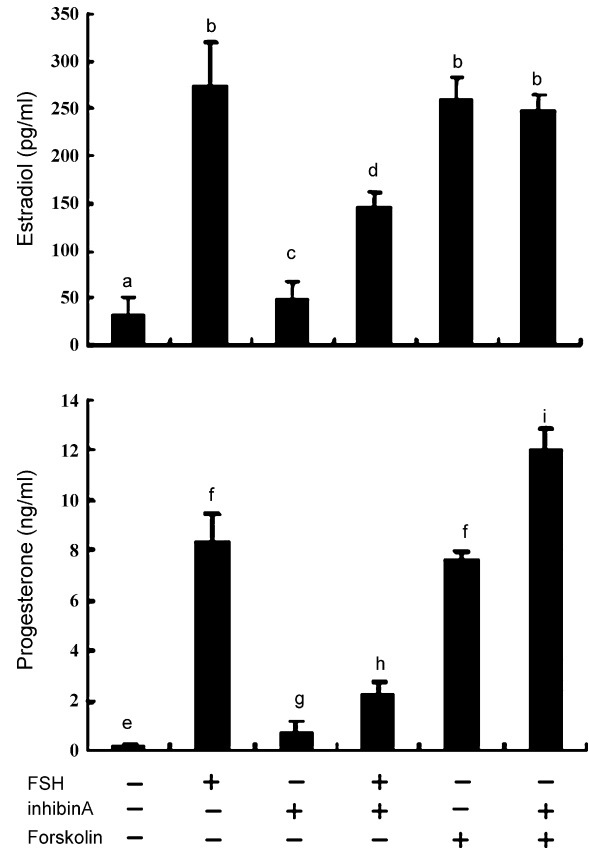 350
300
250
200
150
100
50
0
Estradiol (pg/ml)
a
b
c
d
b
b
14
12
10
8
6
4
2
0
Progesterone (ng/ml)
e
f
g
h
f
i
FSH − + − + − −
inhibinA − − + + − +
Forskolin − − − − + +